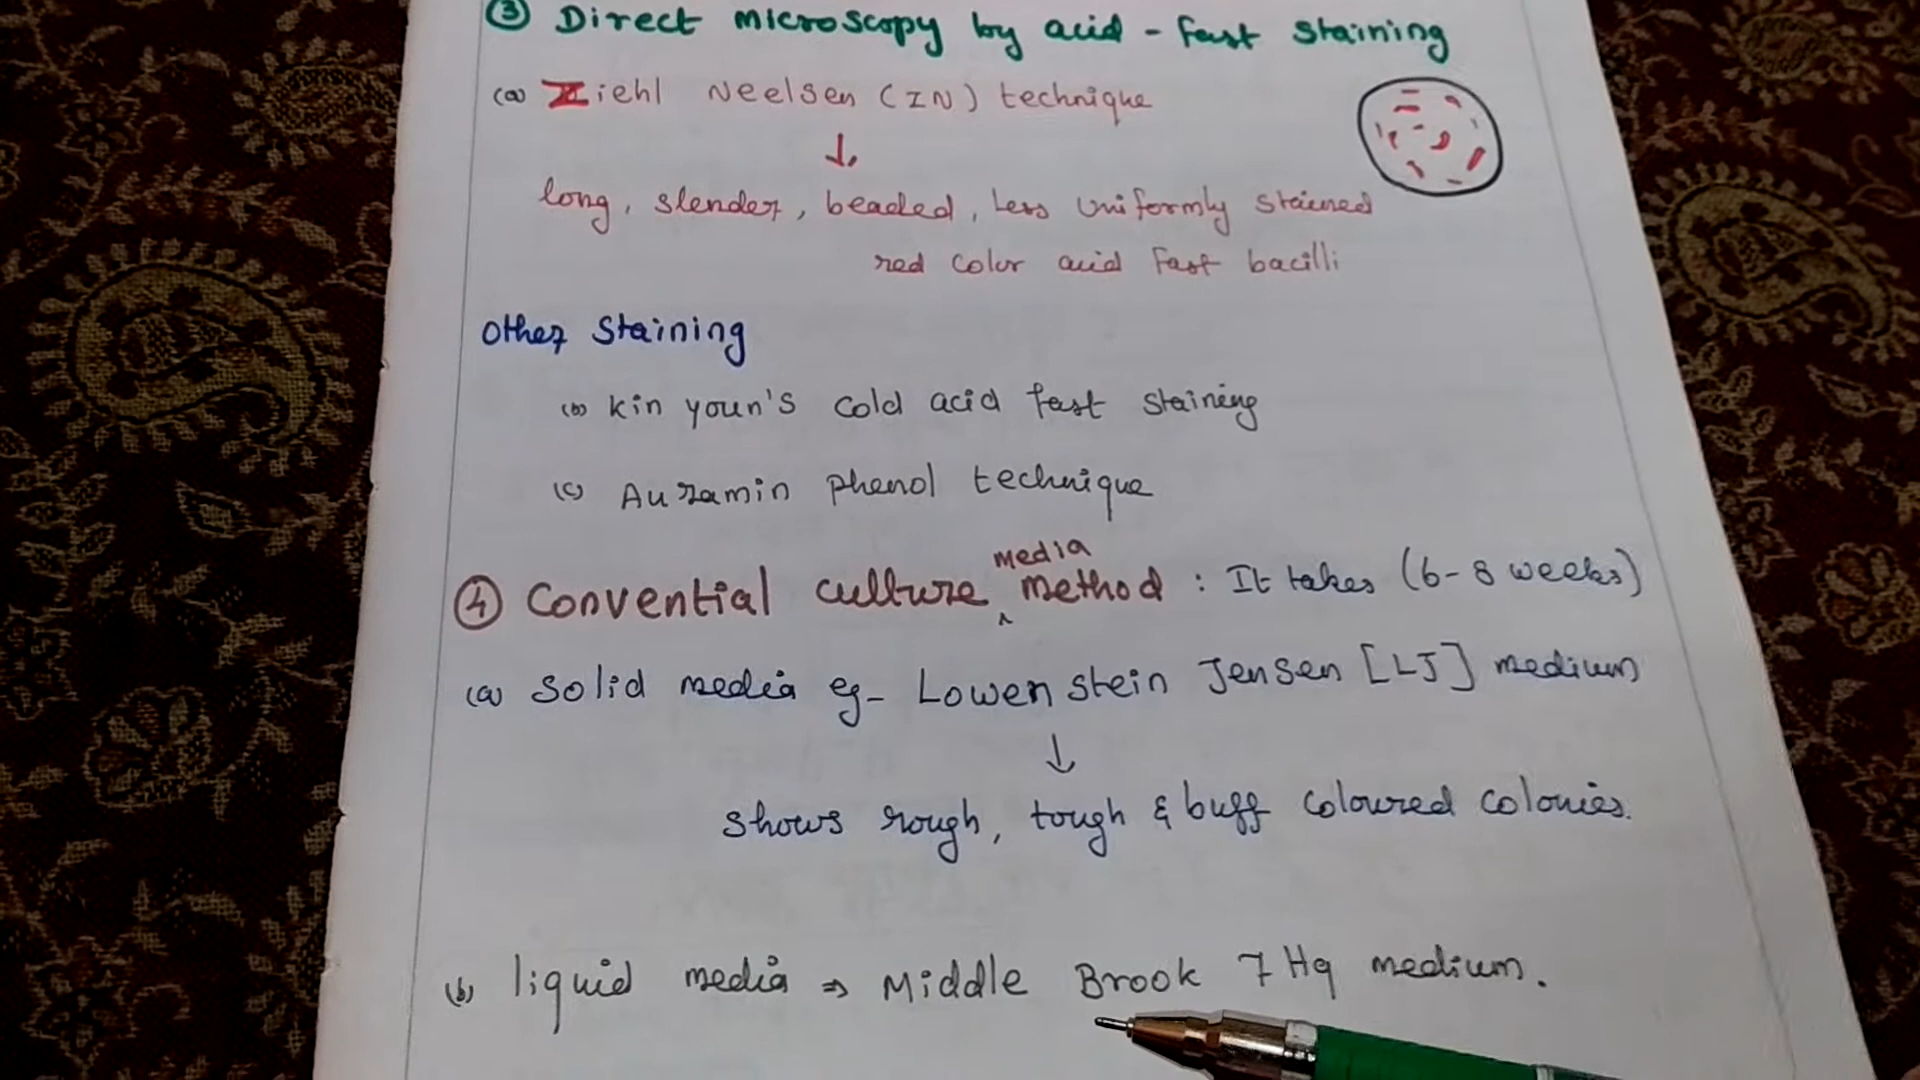 ③ Direct microscopy by acid - fast staining
(a) Ziehl Neelsen (ZN) technique
↓
long, slender, beaded, less uniformly stained
red color acid fast bacilli
Other Staining
(b) kin youn's cold acid fast staining
(c) Auramin phenol technique
media
④ Convential culture ^ method : It takes (6-8 weeks)
(a) Solid media eg- Lowen stein Jensen [LJ] medium
↓
shows rough, tough & buff coloured colonies.
(b) liquid media ⇒ Middle Brook 7H9 medium.